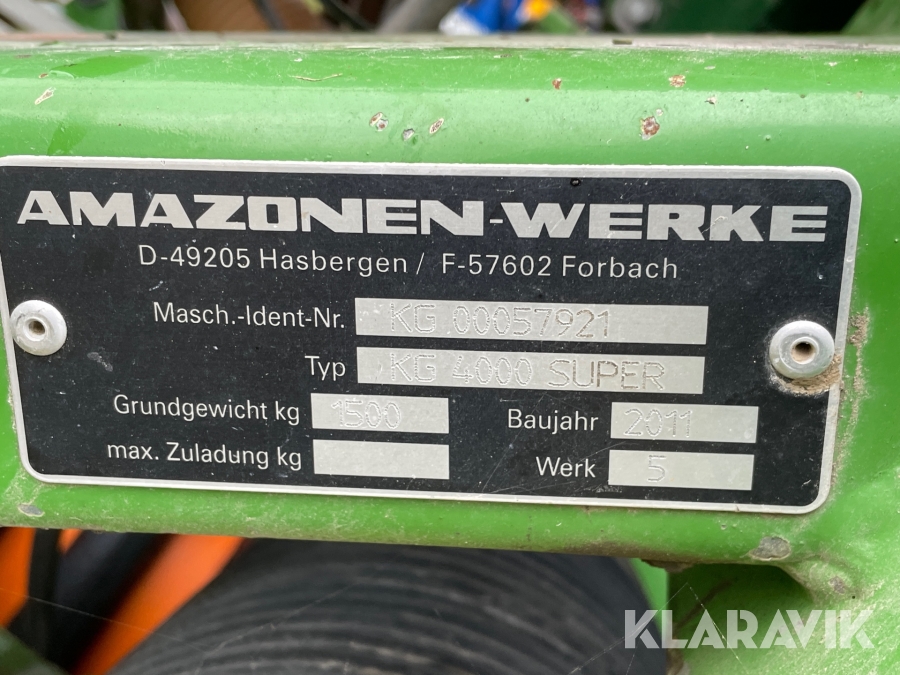 AMAZONEN-WERKE
D-49205 Hasbergen / F-57602 Forbach
Masch.-Ident-Nr. KG 00057921
Typ KG 4000 SUPER
Grundgewicht kg 1500 Baujahr 2011
max. Zuladung kg Werk 5
KLARAVIK